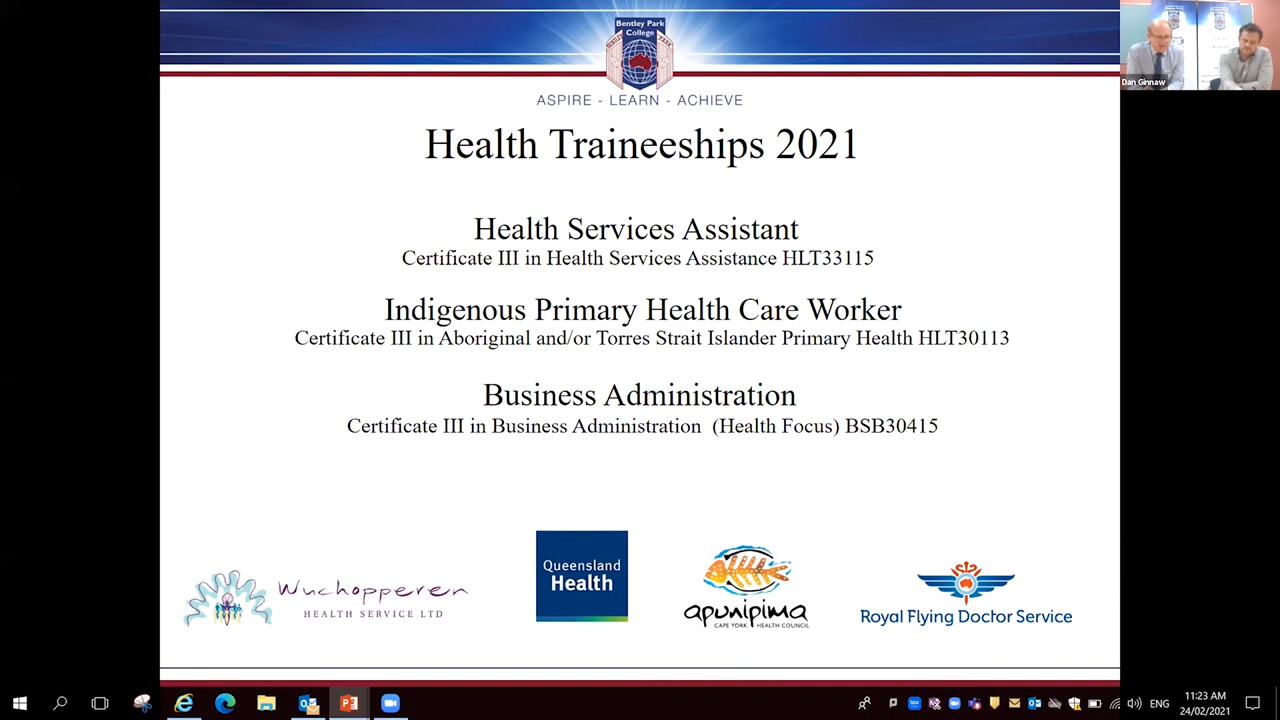 Bentley Park
College
BENTLEY PARK
ASPIRE - LEARN - ACHIEVE
Dan Ginnaw
Health Traineeships 2021
Health Services Assistant
Certificate III in Health Services Assistance HLT33115
Indigenous Primary Health Care Worker
Certificate III in Aboriginal and/or Torres Strait Islander Primary Health HLT30113
Business Administration
Certificate III in Business Administration (Health Focus) BSB30415
Wuchopperen
HEALTH SERVICE LTD
Queensland
Health
apunipima
CAPE YORK HEALTH COUNCIL
Royal Flying Doctor Service
ENG
11:23 AM
24/02/2021